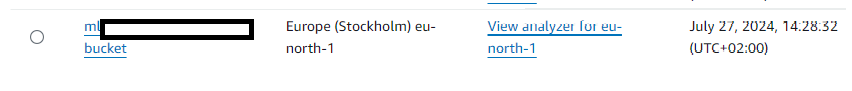 ml
Europe (Stockholm) eu-
View analyzer for eu-
July 27, 2024, 14:28:32
bucket
north-1
north-1
(UTC+02:00)